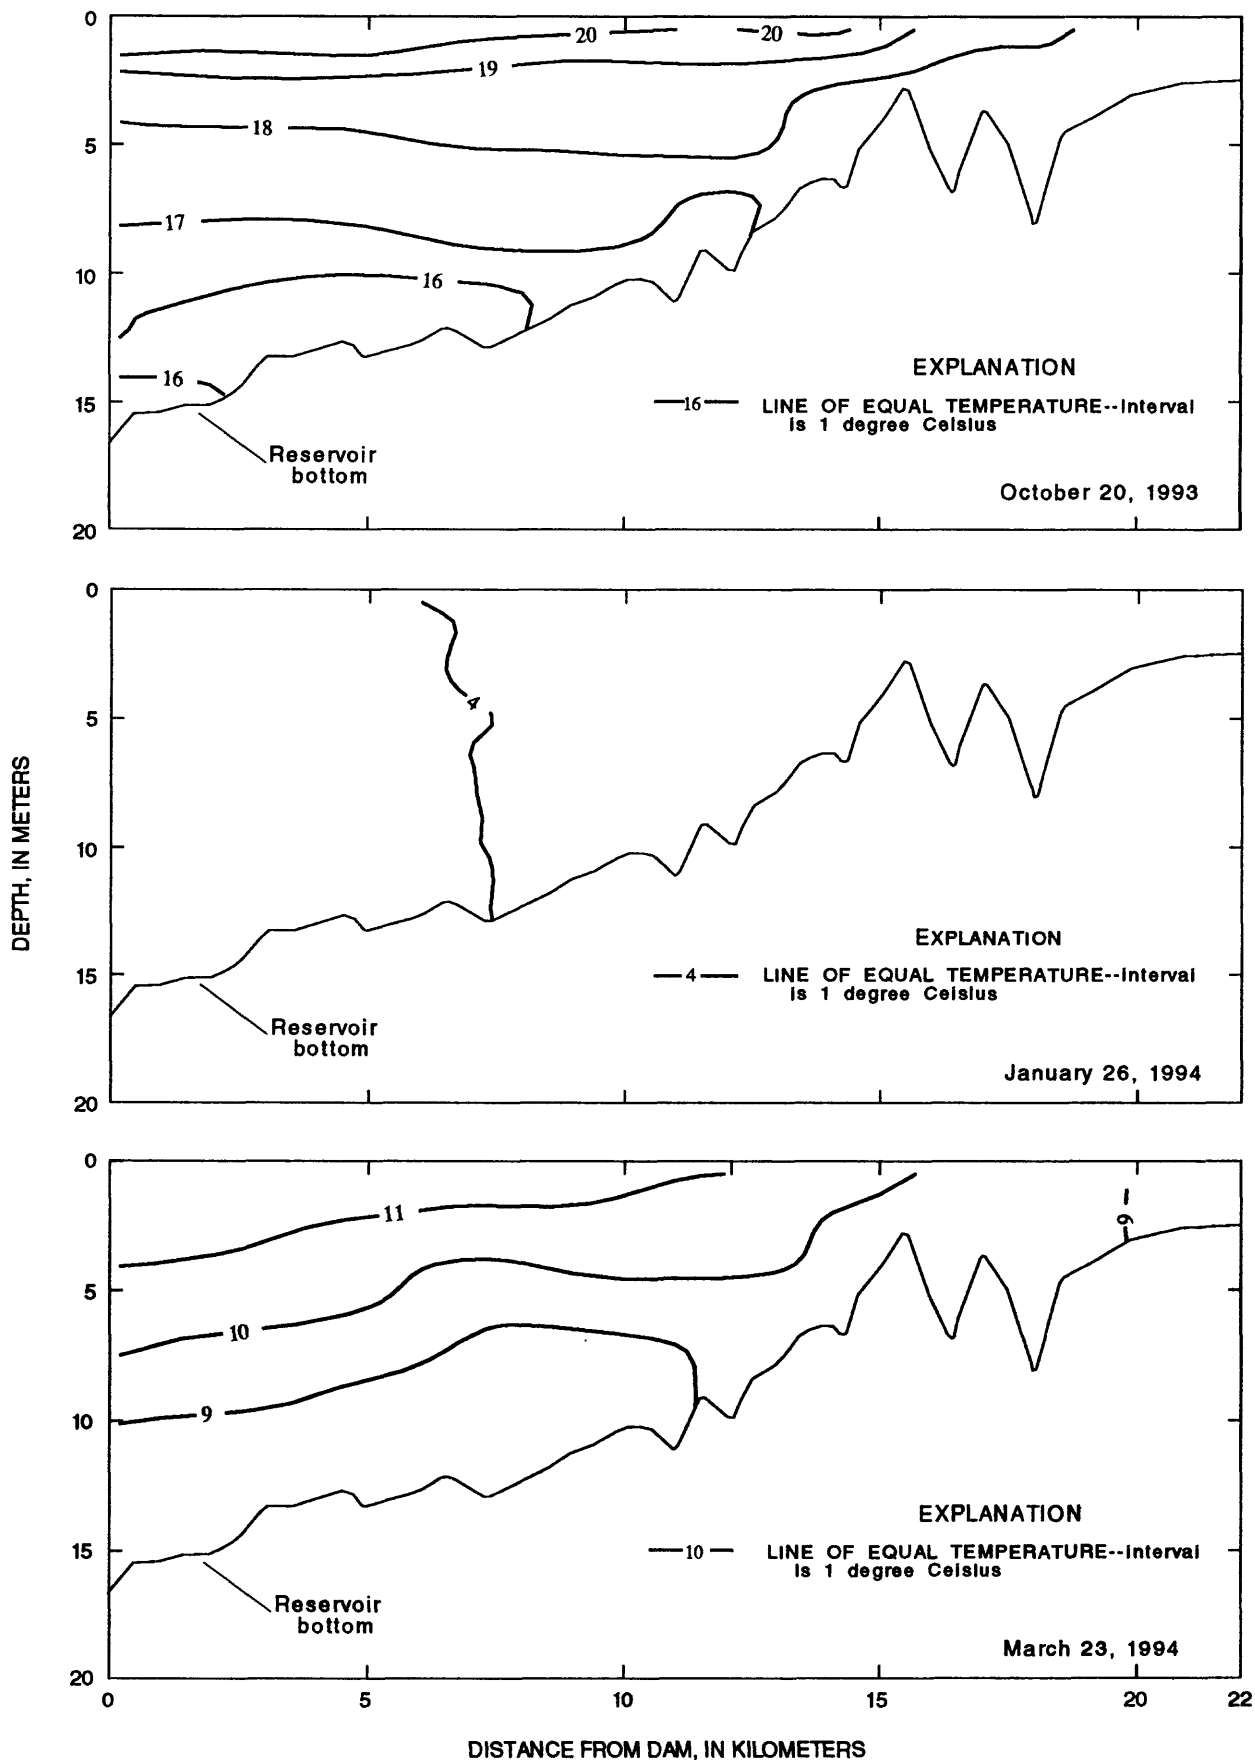 0
5
10
15
20
20
20
19
18
17
16
16
EXPLANATION
16 LINE OF EQUAL TEMPERATURE--Interval
is 1 degree Celsius
Reservoir
bottom
October 20, 1993
DEPTH, IN METERS
0
5
10
15
20
4
EXPLANATION
4 LINE OF EQUAL TEMPERATURE--Interval
is 1 degree Celsius
Reservoir
bottom
January 26, 1994
0
5
10
15
20
11
10
9
9
EXPLANATION
10 LINE OF EQUAL TEMPERATURE--Interval
is 1 degree Celsius
Reservoir
bottom
March 23, 1994
0 5 10 15 20 22
DISTANCE FROM DAM, IN KILOMETERS